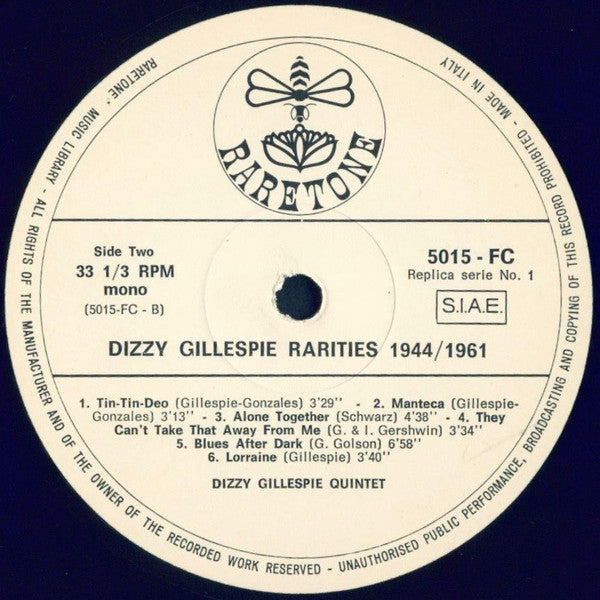 RARETONE
RARETONE' MUSIC LIBRARY - ALL RIGHTS OF THE MANUFACTURER AND OF THE OWNER OF THE RECORDED WORK RESERVED - UNAUTHORISED PUBLIC PERFORMANCE, BROADCASTING AND COPYING OF THIS RECORD PROHIBITED - MADE IN ITALY
Side Two
33 1/3 RPM
mono
(5015-FC - B)
5015 - FC
Replica serie No. 1
S.I.A.E.
DIZZY GILLESPIE RARITIES 1944/1961
1. Tin-Tin-Deo (Gillespie-Gonzales) 3'29" - 2. Manteca (Gillespie-
Gonzales) 3'13" - 3. Alone Together (Schwarz) 4'38" - 4. They
Can't Take That Away From Me (G. & I. Gershwin) 3'34"
5. Blues After Dark (G. Golson) 6'58"
6. Lorraine (Gillespie) 3'40"
DIZZY GILLESPIE QUINTET